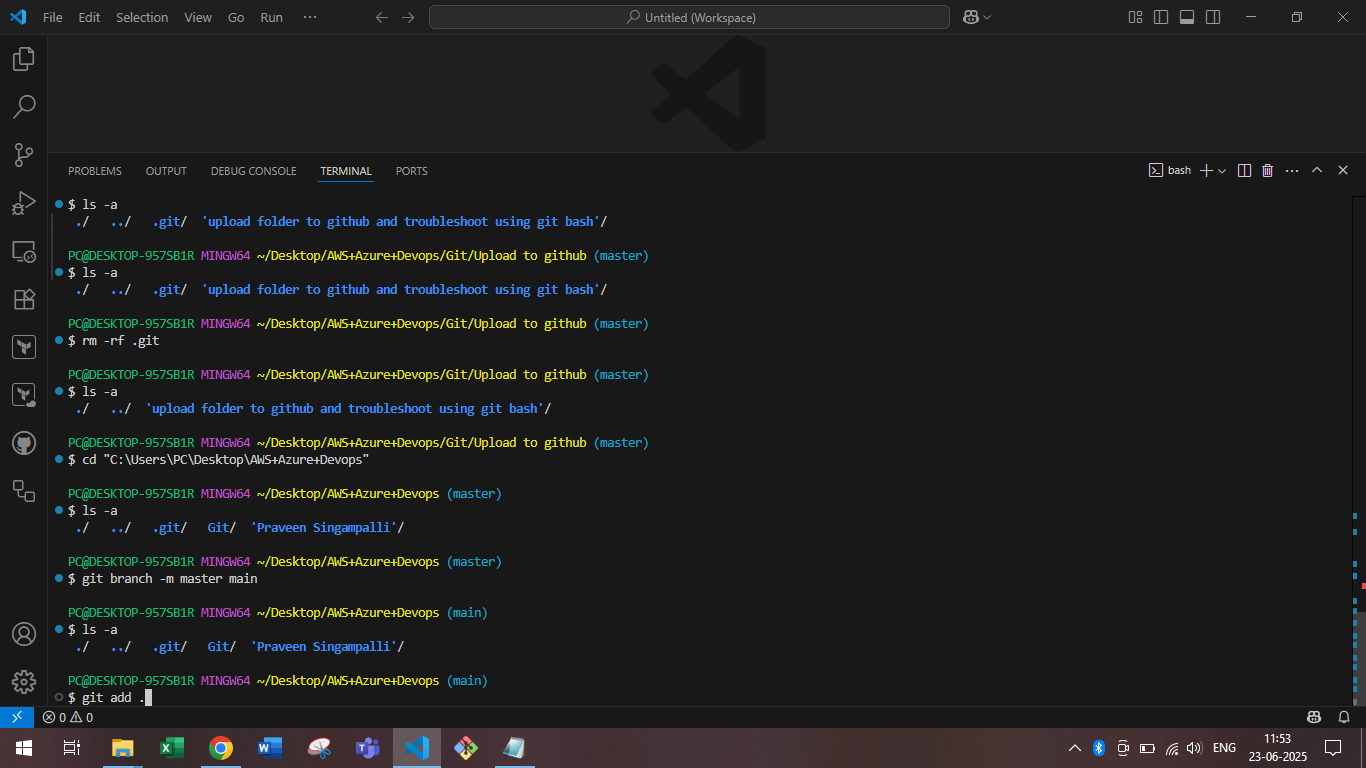 File Edit Selection View Go Run ··· Untitled (Workspace)
PROBLEMS OUTPUT DEBUG CONSOLE TERMINAL PORTS bash
$ ls -a
./ ../ .git/ 'upload folder to github and troubleshoot using git bash'/
PC@DESKTOP-957SB1R MINGW64 ~/Desktop/AWS+Azure+Devops/Git/Upload to github (master)
$ ls -a
./ ../ .git/ 'upload folder to github and troubleshoot using git bash'/
PC@DESKTOP-957SB1R MINGW64 ~/Desktop/AWS+Azure+Devops/Git/Upload to github (master)
$ rm -rf .git
PC@DESKTOP-957SB1R MINGW64 ~/Desktop/AWS+Azure+Devops/Git/Upload to github (master)
$ ls -a
./ ../ 'upload folder to github and troubleshoot using git bash'/
PC@DESKTOP-957SB1R MINGW64 ~/Desktop/AWS+Azure+Devops/Git/Upload to github (master)
$ cd "C:\Users\PC\Desktop\AWS+Azure+Devops"
PC@DESKTOP-957SB1R MINGW64 ~/Desktop/AWS+Azure+Devops (master)
$ ls -a
./ ../ .git/ Git/ 'Praveen Singampalli'/
PC@DESKTOP-957SB1R MINGW64 ~/Desktop/AWS+Azure+Devops (master)
$ git branch -m master main
PC@DESKTOP-957SB1R MINGW64 ~/Desktop/AWS+Azure+Devops (main)
$ ls -a
./ ../ .git/ Git/ 'Praveen Singampalli'/
PC@DESKTOP-957SB1R MINGW64 ~/Desktop/AWS+Azure+Devops (main)
$ git add .
0 0
ENG 11:53
23-06-2025